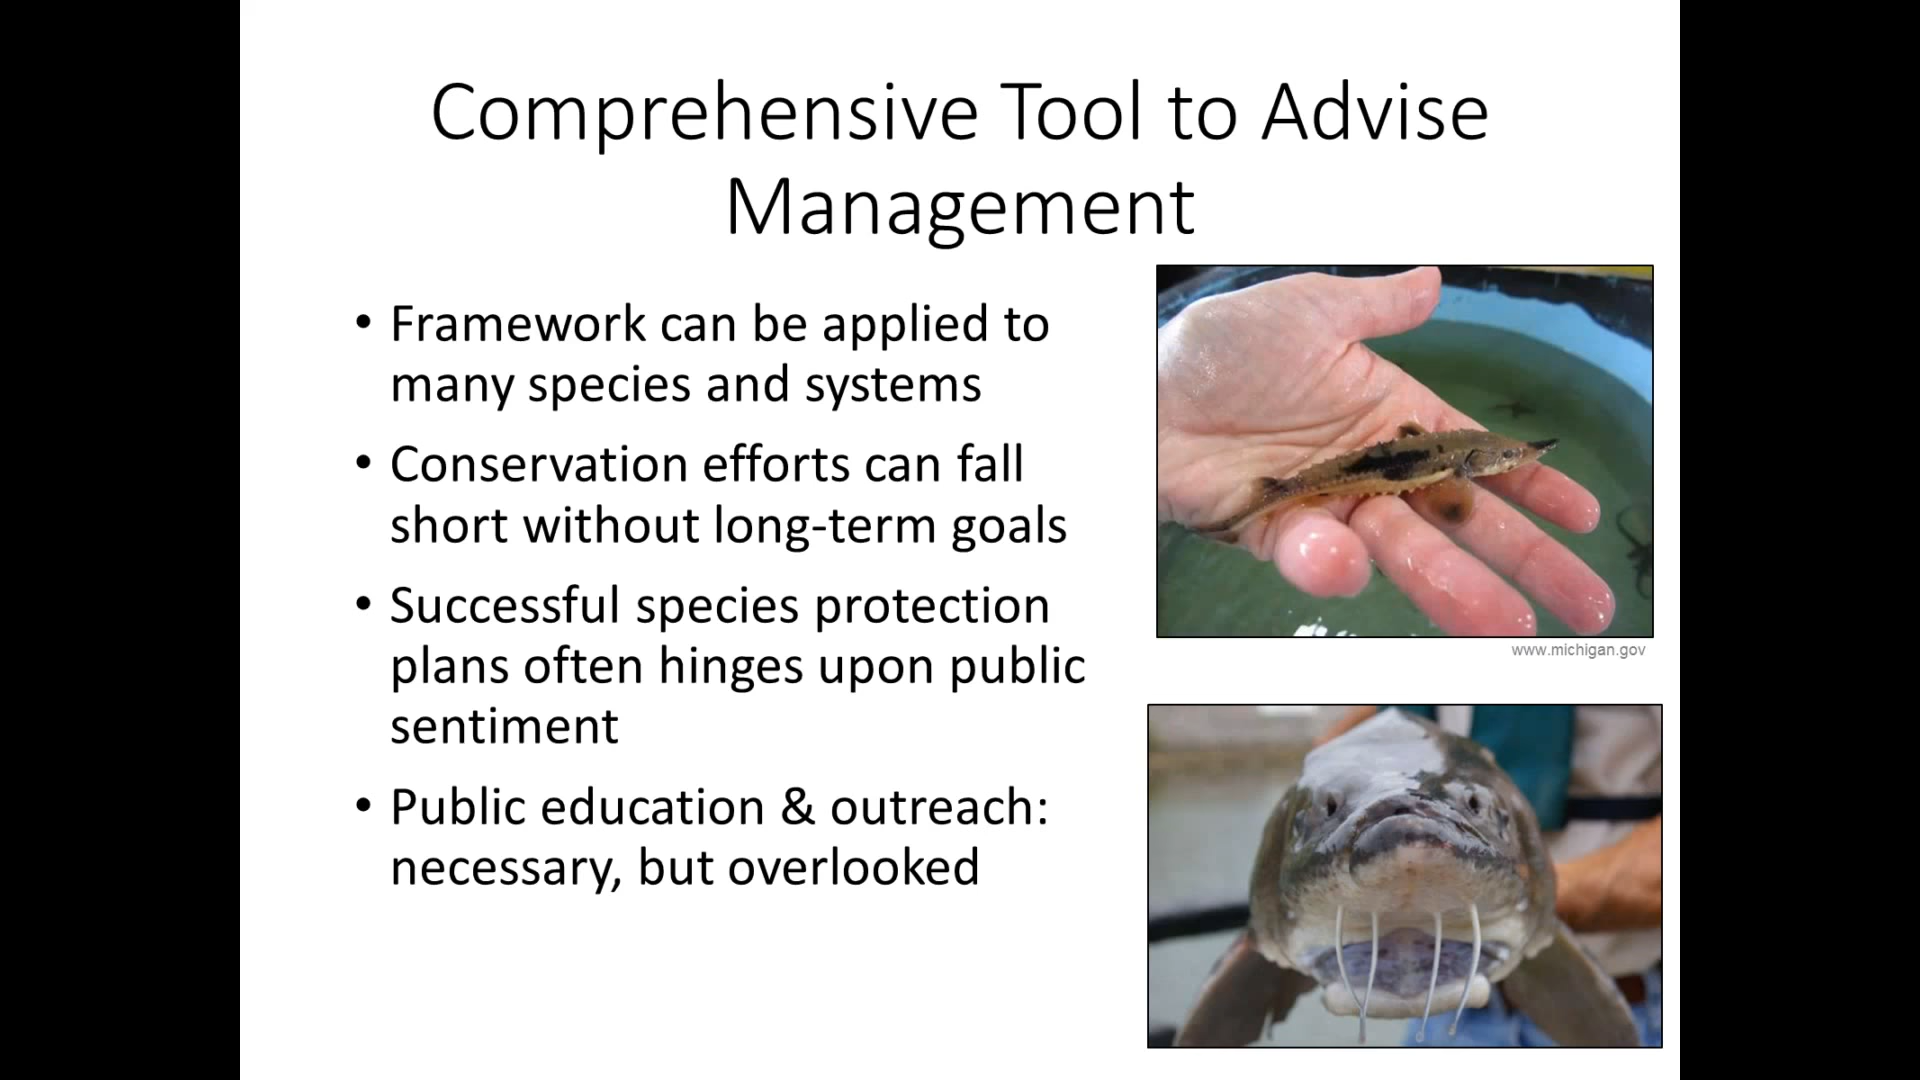 Comprehensive Tool to Advise
Management
• Framework can be applied to
many species and systems
• Conservation efforts can fall
short without long-term goals
• Successful species protection
plans often hinges upon public
sentiment
• Public education & outreach:
necessary, but overlooked
www.michigan.gov